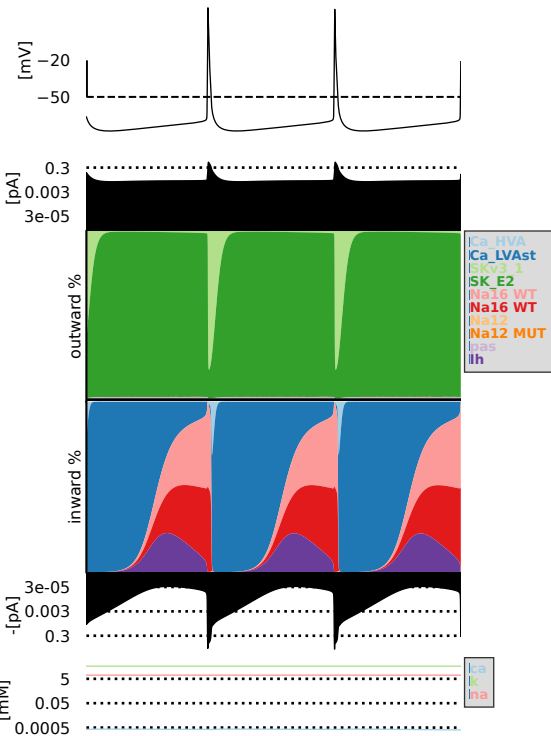 [mV]
−20
−50
[pA]
0.3
0.003
3e-05
outward %
Ca_HVA
Ca_LVAst
SKv3_1
SK_E2
Na16 WT
Na16 WT
Na12
Na12 MUT
pas
Ih
inward %
-[pA]
3e-05
0.003
0.3
[mM]
5
0.05
0.0005
ca
k
na